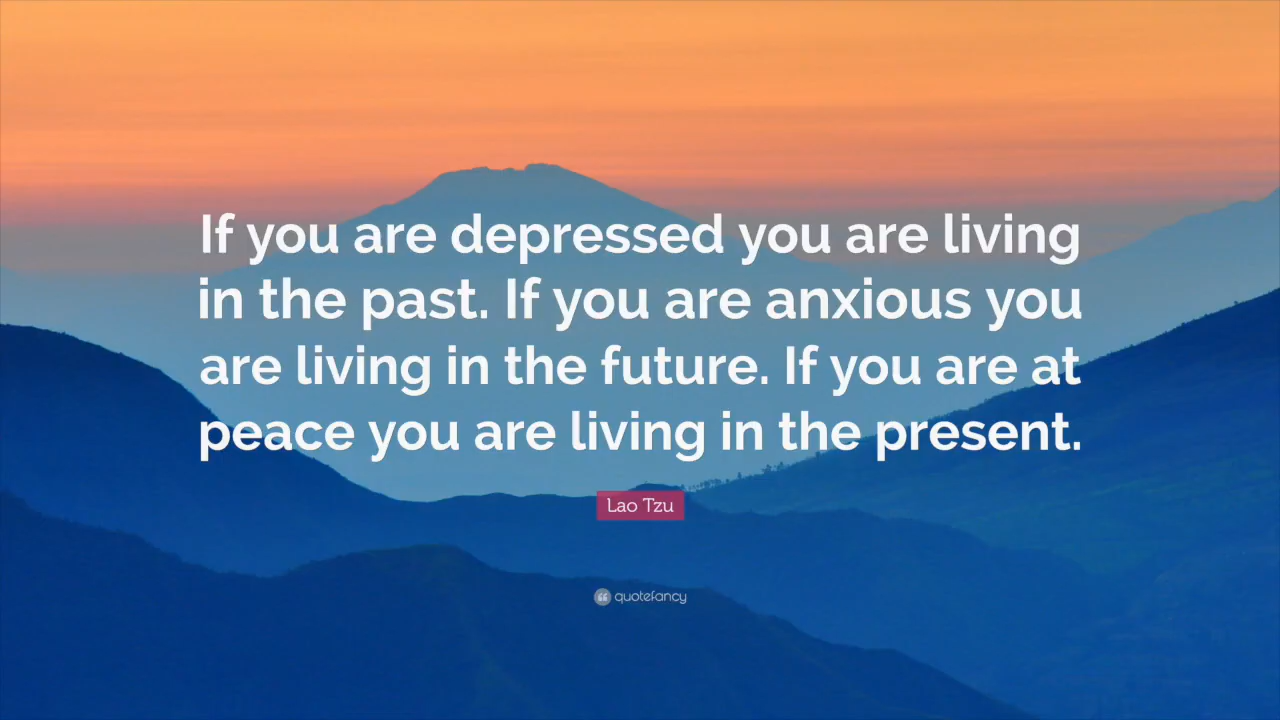 If you are depressed you are living
in the past. If you are anxious you
are living in the future. If you are at
peace you are living in the present.
Lao Tzu
quotefancy